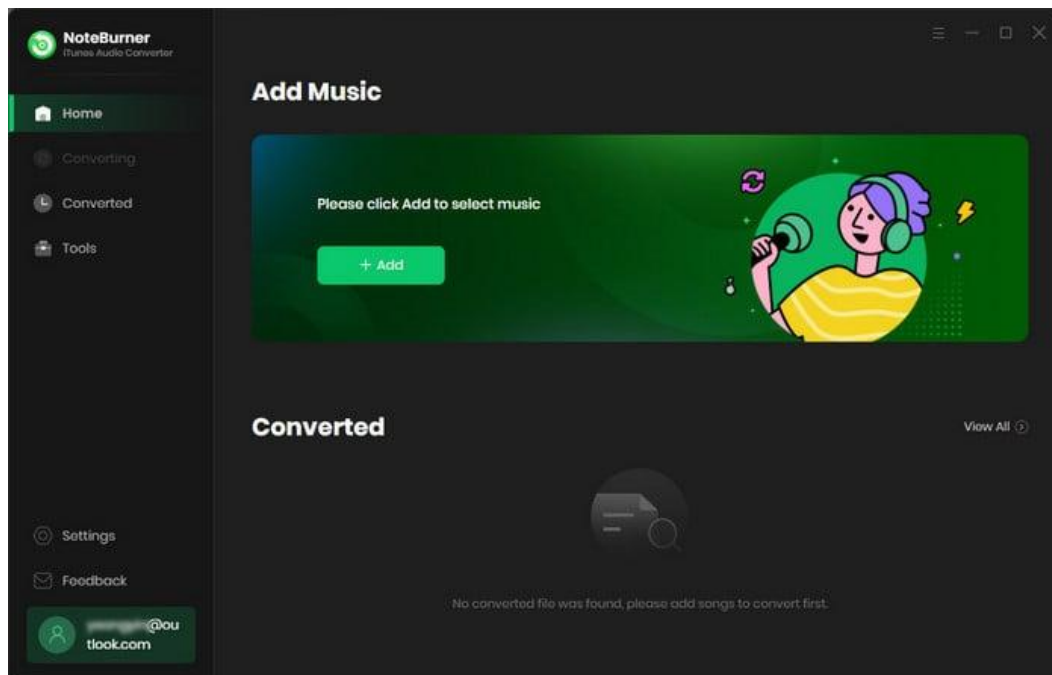 NoteBurner
iTunes Audio Converter
Home
Converting
Converted
Tools
Settings
Feedback
@ou
tlook.com
Add Music
Please click Add to select music
+ Add
Converted
View All
No converted file was found, please add songs to convert first.